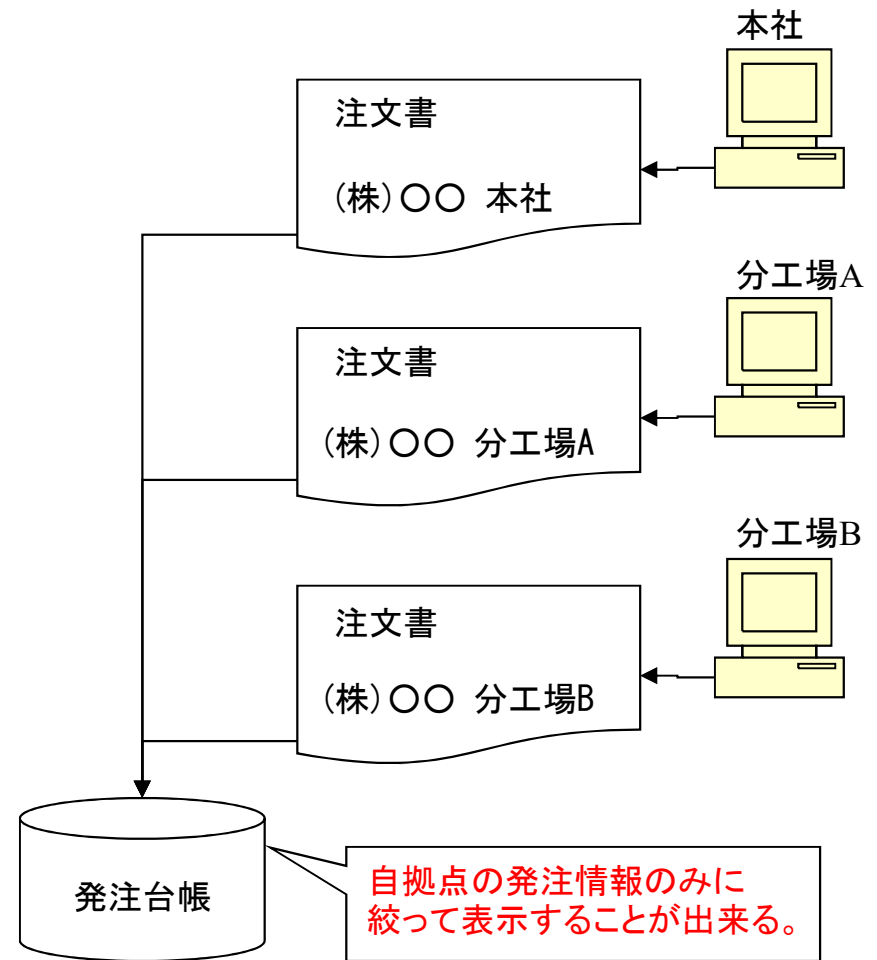 本社
注文書
(株)〇〇 本社
分工場A
注文書
(株)〇〇 分工場A
分工場B
注文書
(株)〇〇 分工場B
発注台帳
自拠点の発注情報のみに
絞って表示することが出来る。